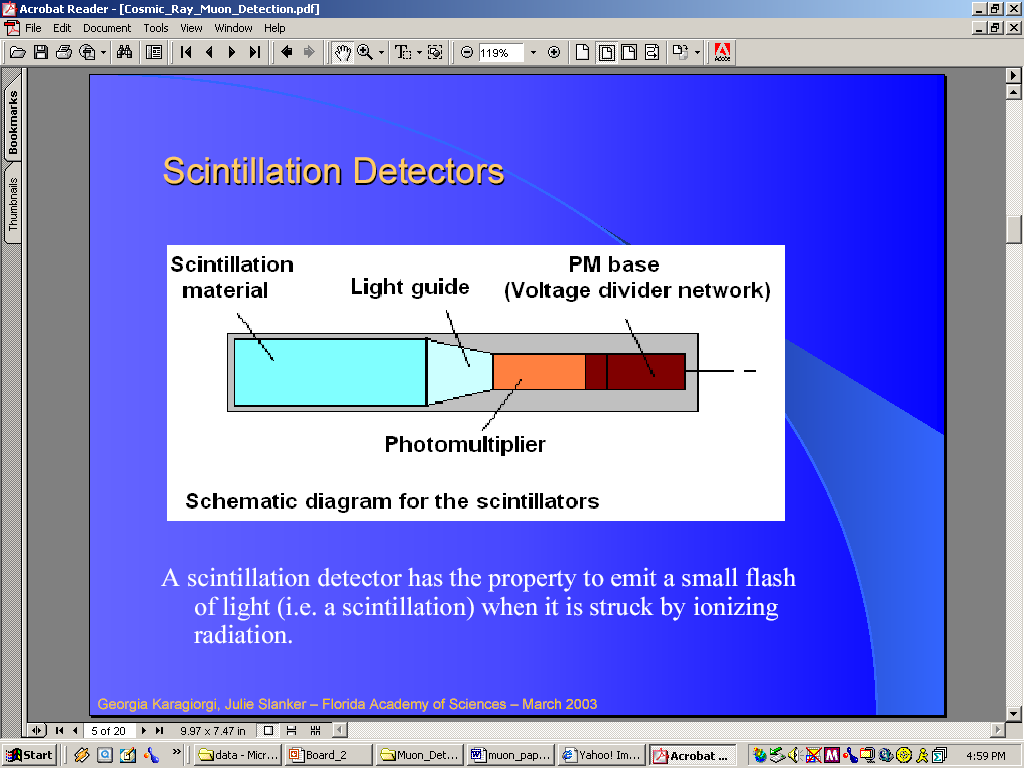 Acrobat Reader - [Cosmic_Ray_Muon_Detection.pdf]
File Edit Document Tools View Window Help
119%
Adobe
Bookmarks
Thumbnails
Scintillation Detectors
Scintillation
material
Light guide
PM base
(Voltage divider network)
Photomultiplier
Schematic diagram for the scintillators
A scintillation detector has the property to emit a small flash
of light (i.e. a scintillation) when it is struck by ionizing
radiation.
Georgia Karagiorgi, Julie Slanker – Florida Academy of Sciences – March 2003
5 of 20 9.97 x 7.47 in
Start » data - Micr... Board_2 Muon_Det... muon_pap... Yahoo! Im... Acrobat ... 4:59 PM